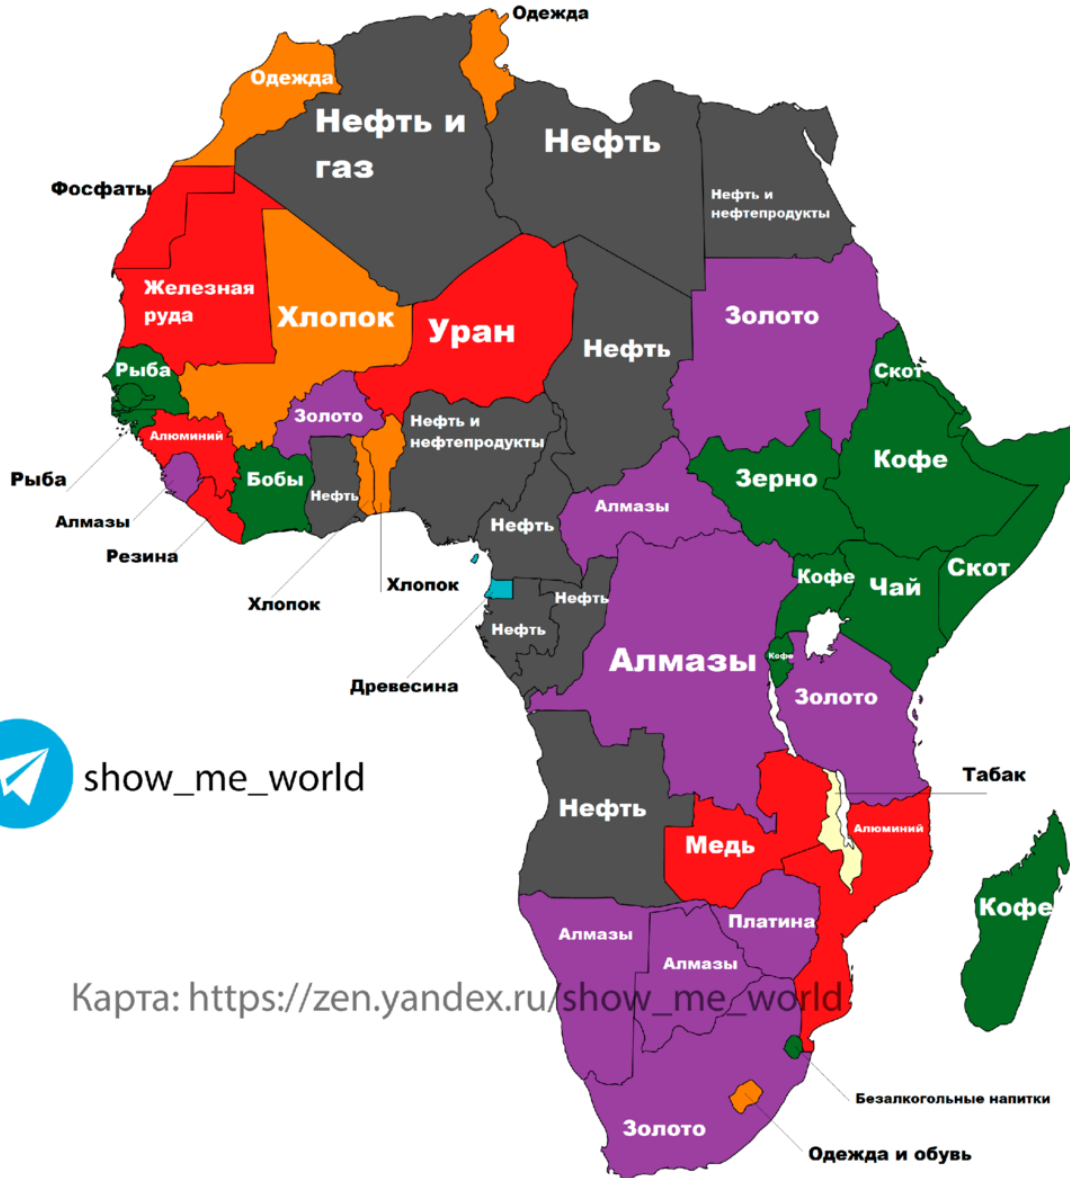 Одежда
Одежда
Нефть и
газ
Нефть
Нефть и
нефтепродукты
Фосфаты
Железная
руда
Хлопок
Уран
Нефть
Золото
Рыба
Скот
Золото
Нефть и
нефтепродукты
Алюминий
Кофе
Рыба
Бобы
Нефть
Зерно
Алмазы
Алмазы
Нефть
Резина
Хлопок
Хлопок
Нефть
Кофе
Чай
Скот
Нефть
Древесина
Алмазы
Кофе
Золото
show_me_world
Табак
Нефть
Медь
Алюминий
Кофе
Алмазы
Платина
Алмазы
Карта: https://zen.yandex.ru/show_me_world
Безалкогольные напитки
Золото
Одежда и обувь